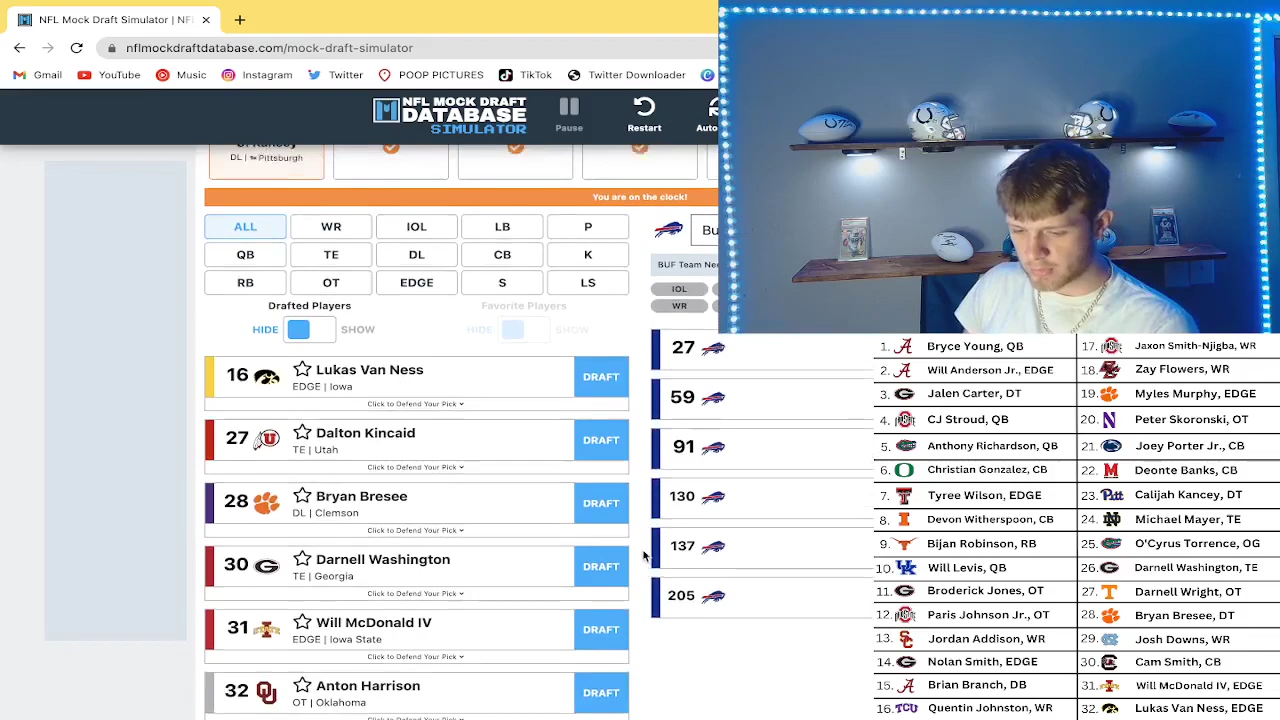 NFL Mock Draft Simulator | NFL
nflmockdraftdatabase.com/mock-draft-simulator
Gmail YouTube Music Instagram Twitter POOP PICTURES TikTok Twitter Downloader
NFL MOCK DRAFT
DATABASE
SIMULATOR
Pause Restart Auto
DL | Pittsburgh
You are on the clock!
ALL WR IOL LB P
QB TE DL CB K
RB OT EDGE S LS
Drafted Players Favorite Players
HIDE SHOW HIDE SHOW
16 Lukas Van Ness DRAFT
EDGE | Iowa
Click to Defend Your Pick
27 Dalton Kincaid DRAFT
TE | Utah
Click to Defend Your Pick
28 Bryan Bresee DRAFT
DL | Clemson
Click to Defend Your Pick
30 Darnell Washington DRAFT
TE | Georgia
Click to Defend Your Pick
31 Will McDonald IV DRAFT
EDGE | Iowa State
Click to Defend Your Pick
32 Anton Harrison DRAFT
OT | Oklahoma
Click to Defend Your Pick
Bu
BUF Team Nee
IOL
WR
27
59
91
130
137
205
1. Bryce Young, QB
2. Will Anderson Jr., EDGE
3. Jalen Carter, DT
4. CJ Stroud, QB
5. Anthony Richardson, QB
6. Christian Gonzalez, CB
7. Tyree Wilson, EDGE
8. Devon Witherspoon, CB
9. Bijan Robinson, RB
10. Will Levis, QB
11. Broderick Jones, OT
12. Paris Johnson Jr., OT
13. Jordan Addison, WR
14. Nolan Smith, EDGE
15. Brian Branch, DB
16. TCU Quentin Johnston, WR
17. Jaxon Smith-Njigba, WR
18. Zay Flowers, WR
19. Myles Murphy, EDGE
20. Peter Skoronski, OT
21. Joey Porter Jr., CB
22. Deonte Banks, CB
23. Pitt Calijah Kancey, DT
24. Michael Mayer, TE
25. O'Cyrus Torrence, OG
26. Darnell Washington, TE
27. Darnell Wright, OT
28. Bryan Bresee, DT
29. Josh Downs, WR
30. Cam Smith, CB
31. Will McDonald IV, EDGE
32. Lukas Van Ness, EDGE